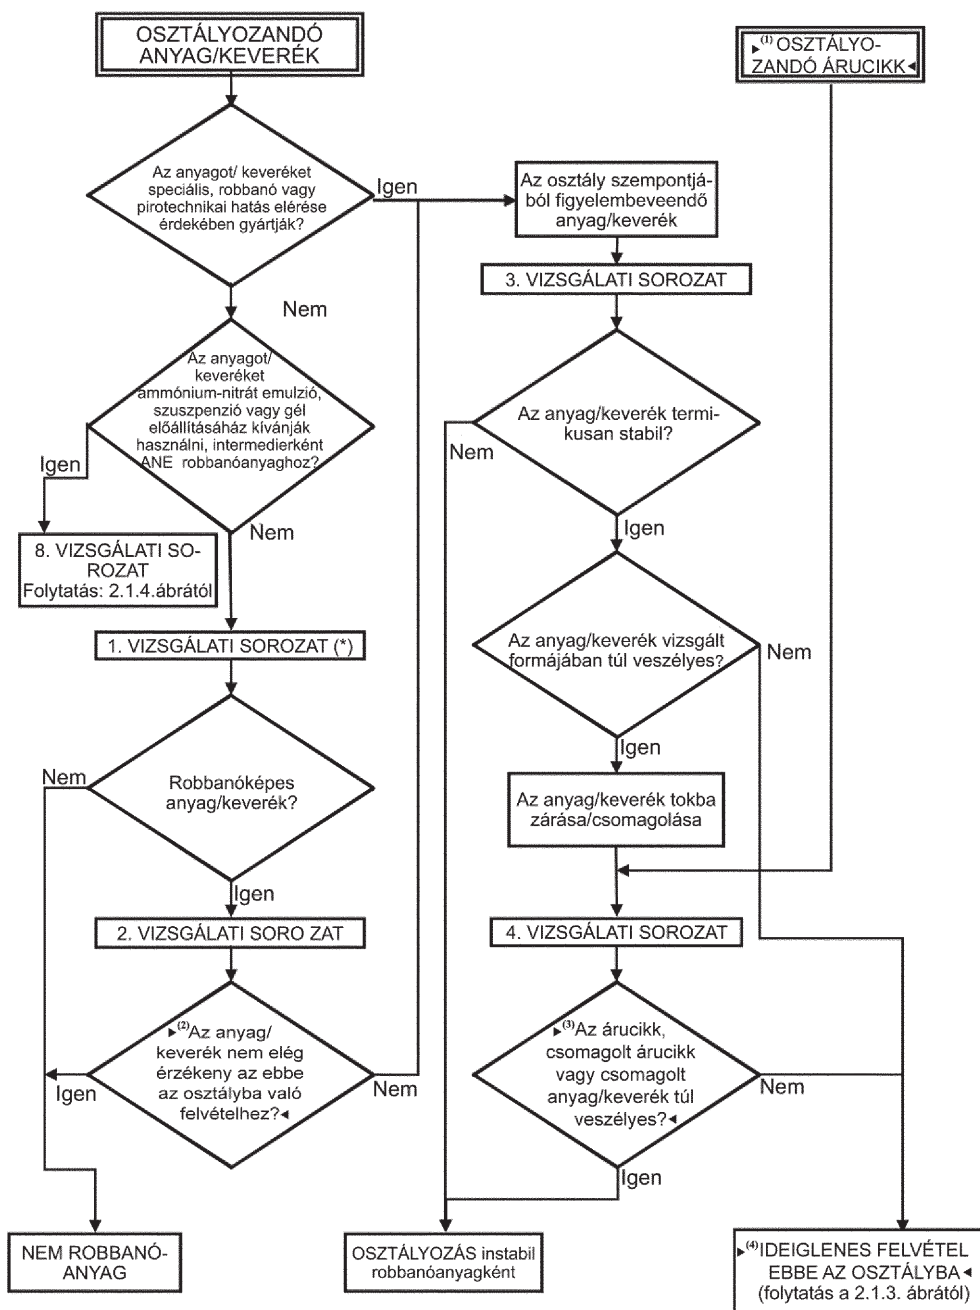 OSZTÁLYOZANDÓ
ANYAG/KEVERÉK
▶(1) OSZTÁLYO-
ZANDÓ ÁRUCIKK◀
Az anyagot/ keveréket
speciális, robbanó vagy
pirotechnikai hatás elérése
érdekében gyártják?
Igen
Az osztály szempontjá-
ból figyelembeveendő
anyag/keverék
3. VIZSGÁLATI SOROZAT
Nem
Az anyagot/
keveréket
ammónium-nitrát emulzió,
szuszpenzió vagy gél
előállításáház kívánják
használni, intermedierként
ANE robbanóanyaghoz?
Igen
Nem
Az anyag/keverék termi-
kusan stabil?
Nem
Igen
8. VIZSGÁLATI SO-
ROZAT
Folytatás: 2.1.4.ábrától
1. VIZSGÁLATI SOROZAT (*)
Az anyag/keverék vizsgált
formájában túl veszélyes?
Nem
Igen
Robbanóképes
anyag/keverék?
Nem
Igen
Az anyag/keverék tokba
zárása/csomagolása
2. VIZSGÁLATI SORO ZAT
4. VIZSGÁLATI SOROZAT
▶(2)Az anyag/
keverék nem elég
érzékeny az ebbe
az osztályba való
felvételhez?◀
Igen
Nem
▶(3)Az árucikk,
csomagolt árucikk
vagy csomagolt
anyag/keverék túl
veszélyes?◀
Nem
Igen
NEM ROBBANÓ-
ANYAG
OSZTÁLYOZÁS instabil
robbanóanyagként
▶(4)IDEIGLENES FELVÉTEL
EBBE AZ OSZTÁLYBA◀
(folytatás a 2.1.3. ábrától)